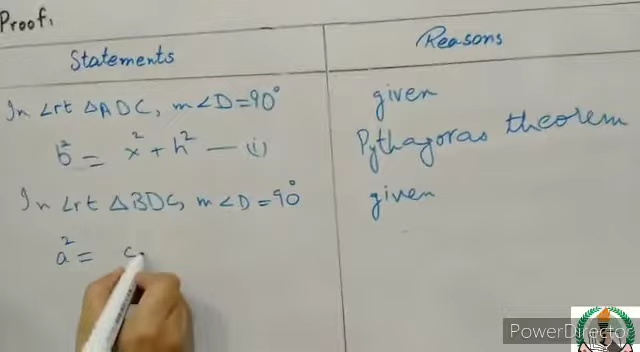 Proof,
Statements Reasons
In ∠rt △ADC, m∠D=90° given
b² = x² + h² — (i) Pythagoras theorem
In ∠rt △BDC, m∠D=90° given
a² = c
PowerDirector